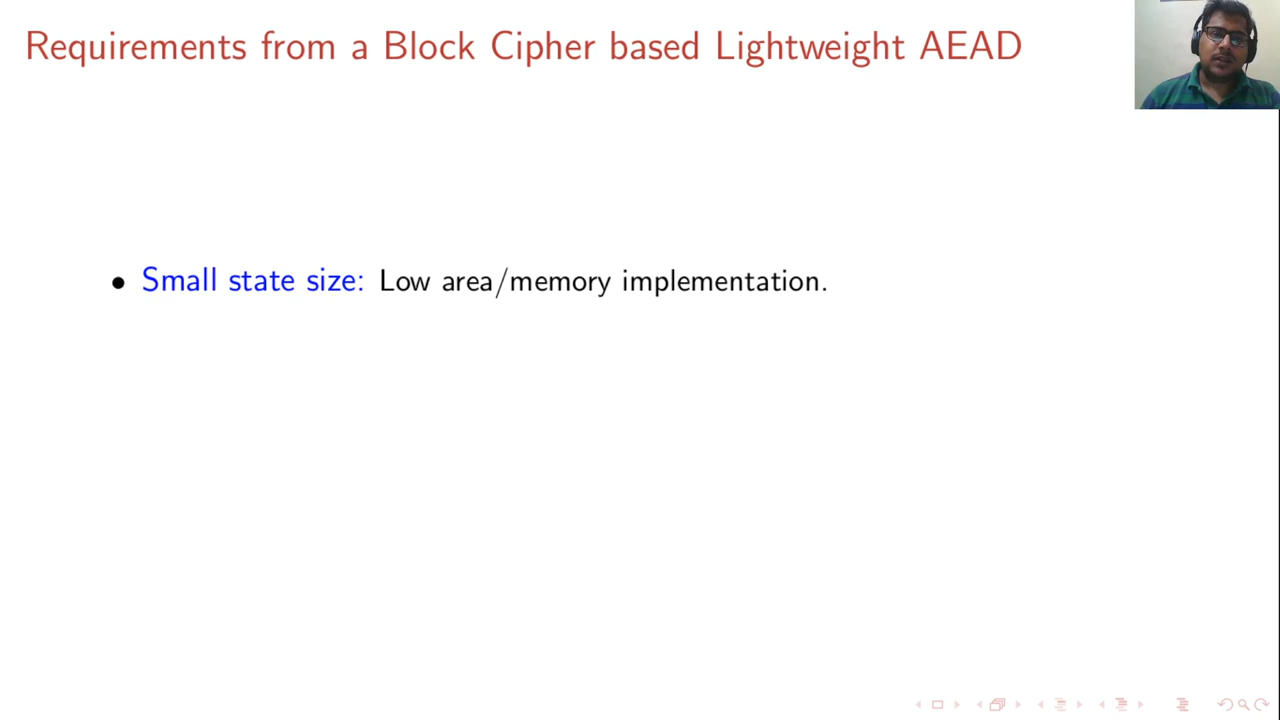 Requirements from a Block Cipher based Lightweight AEAD
• Small state size: Low area/memory implementation.